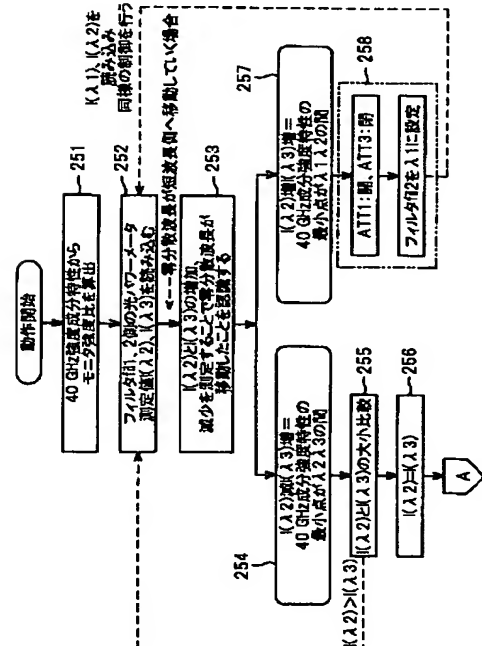 動作開始
251
40 GHz強度成分特性から
モニタ強度比を算出
I(λ1)、I(λ2)を
読み込み
同様の制御を行う
252
フィルタf1、2側の光パワーメータ
測定値I(λ2)、I(λ3)を読み込む
零分散波長が短波長側へ移動していく場合
253
I(λ2)とI(λ3)の増加、
減少を測定することで零分散波長が
移動したことを認識する
254
I(λ2)減I(λ3)増=
40 GHz成分強度特性の
最小点がλ2λ3の間
257
I(λ2)増I(λ3)増=
40 GHz成分強度特性の
最小点がλ1λ2の間
255
I(λ2)とI(λ3)の大小比較
I(λ2)>I(λ3)
256
I(λ2)=I(λ3)
A
258
ATT1:開、ATT3:閉
フィルタf2をλ1に設定